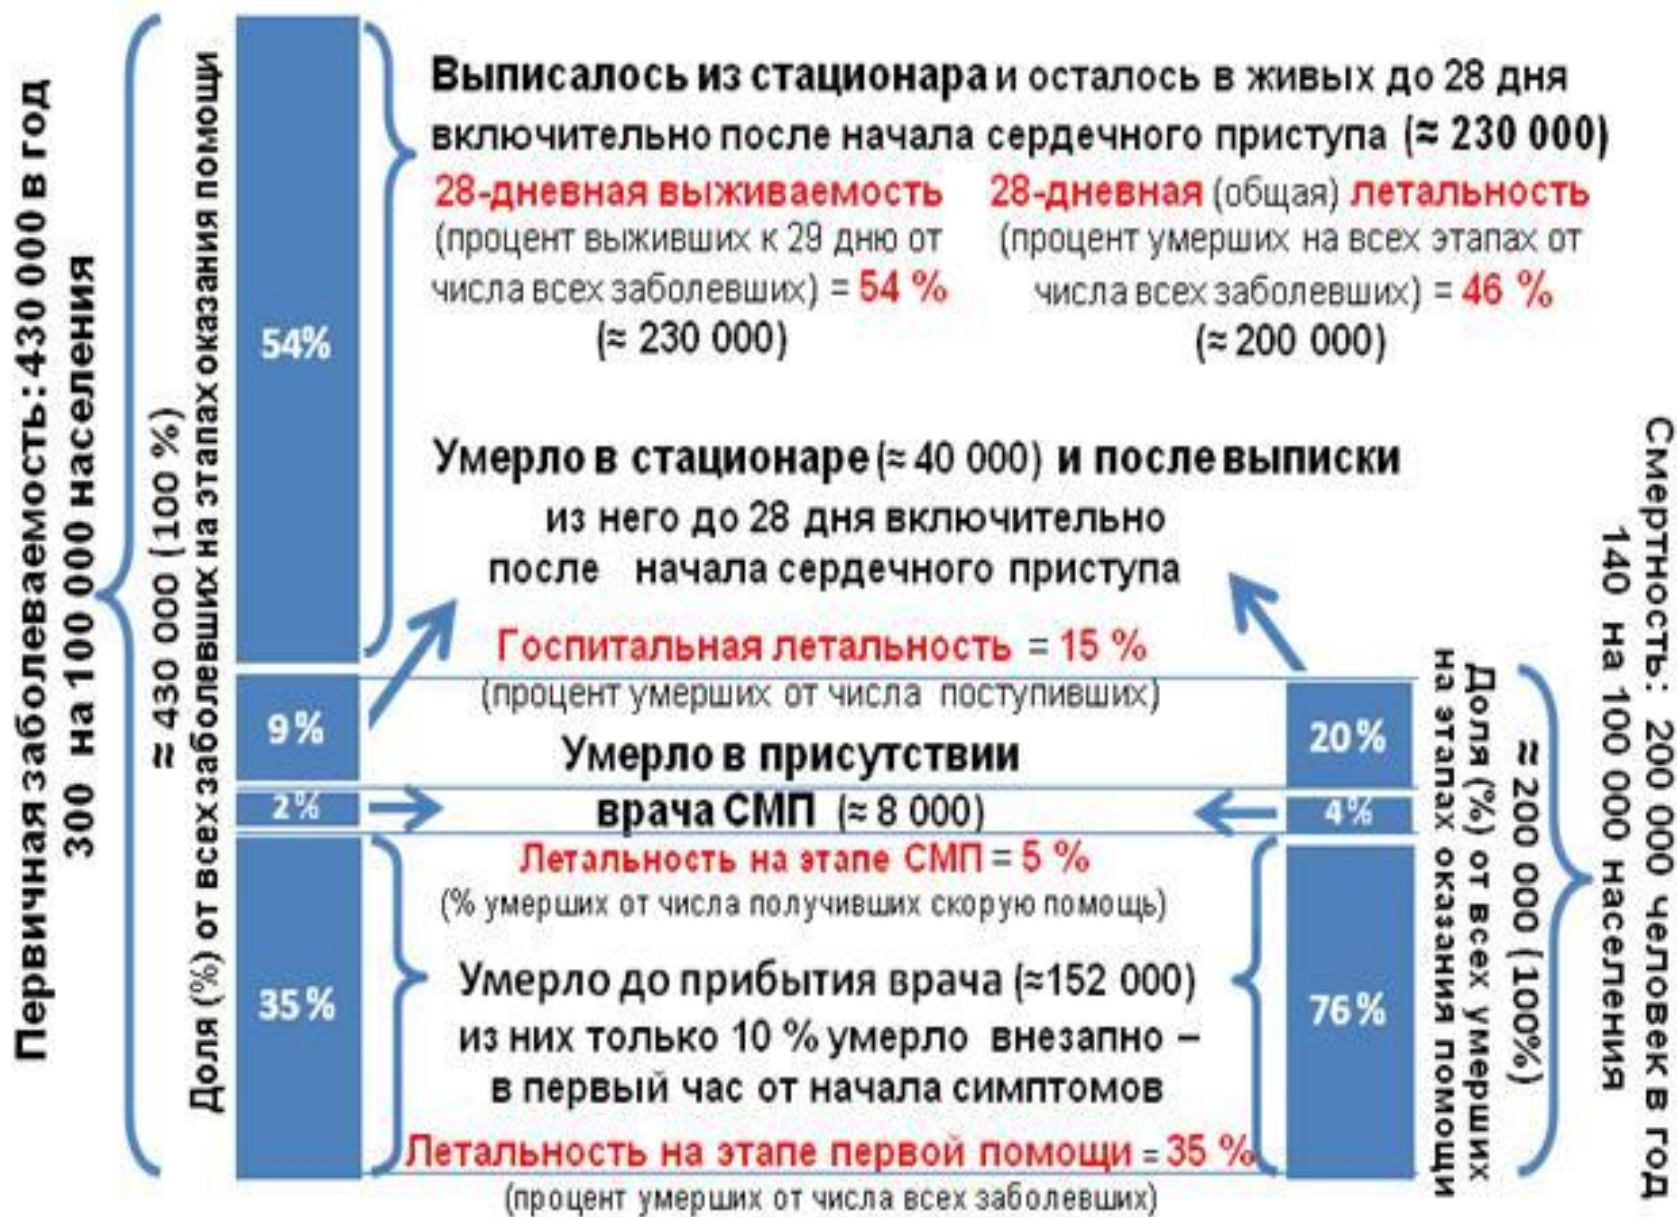 Первичная заболеваемость: 430 000 в год
300 на 100 000 населения
≈ 430 000 (100 %)
Доля (%) от всех заболевших на этапах оказания помощи
54%
9%
2%
35%
Выписалось из стационара и осталось в живых до 28 дня
включительно после начала сердечного приступа (≈ 230 000)
28-дневная выживаемость
(процент выживших к 29 дню от
числа всех заболевших) = 54 %
(≈ 230 000)
28-дневная (общая) летальность
(процент умерших на всех этапах от
числа всех заболевших) = 46 %
(≈ 200 000)
Умерло в стационаре (≈ 40 000) и после выписки
из него до 28 дня включительно
после начала сердечного приступа
Госпитальная летальность = 15 %
(процент умерших от числа поступивших)
Умерло в присутствии
врача СМП (≈ 8 000)
Летальность на этапе СМП = 5 %
(% умерших от числа получивших скорую помощь)
Умерло до прибытия врача (≈152 000)
из них только 10 % умерло внезапно –
в первый час от начала симптомов
Летальность на этапе первой помощи = 35 %
(процент умерших от числа всех заболевших)
20%
4%
76%
Доля (%) от всех умерших
на этапах оказания помощи
≈ 200 000 (100%)
Смертность: 200 000 человек в год
140 на 100 000 населения